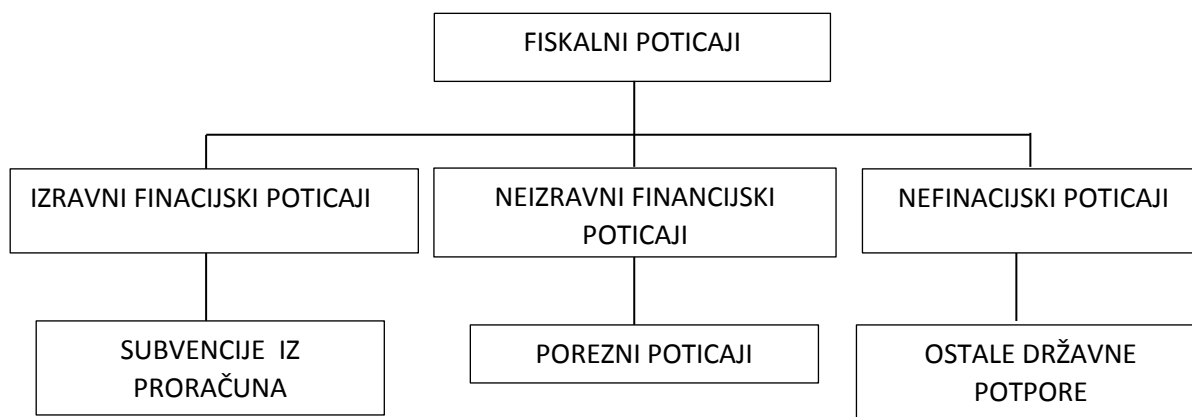 FISKALNI POTICAJI
IZRAVNI FINACIJSKI POTICAJI
NEIZRAVNI FINANCIJSKI
POTICAJI
NEFINACIJSKI POTICAJI
SUBVENCIJE IZ
PRORAČUNA
POREZNI POTICAJI
OSTALE DRŽAVNE
POTPORE